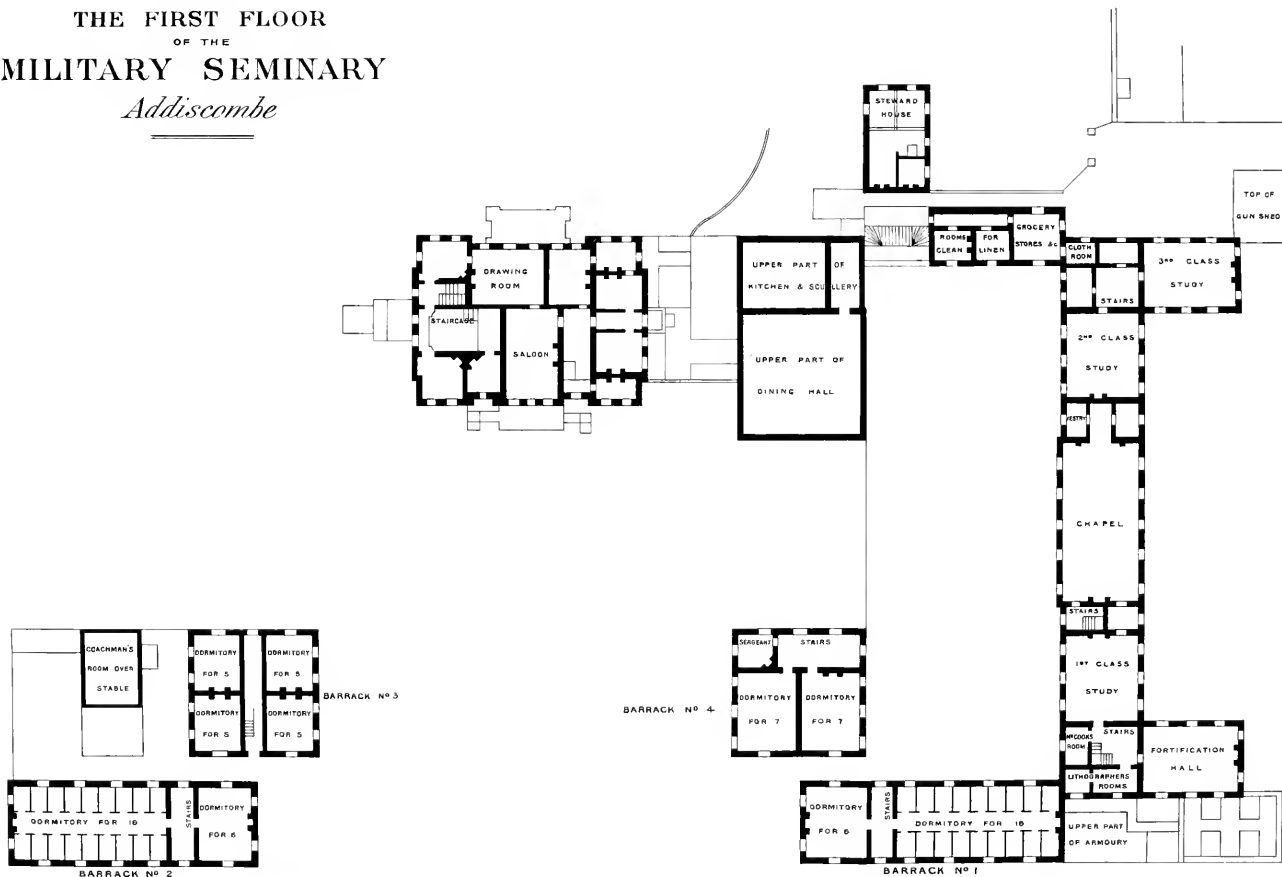 THE FIRST FLOOR
OF THE
MILITARY SEMINARY
Addiscombe
STEWARD
HOUSE
TOP OF
GUN SHED
ROOMS
CLEAN
FOR
LINEN
GROCERY
STORES &c
CLOTH
ROOM
STAIRS
3RD CLASS
STUDY
DRAWING
ROOM
STAIRCASE
SALOON
UPPER PART OF
KITCHEN & SCULLERY
UPPER PART OF
DINING HALL
2ND CLASS
STUDY
VESTRY
CHAPEL
STAIRS
1ST CLASS
STUDY
COACHMAN'S
ROOM OVER
STABLE
DORMITORY
FOR 5
DORMITORY
FOR 5
DORMITORY
FOR 5
DORMITORY
FOR 5
BARRACK No 3
BARRACK No 4
SERGEANT
STAIRS
DORMITORY
FOR 7
DORMITORY
FOR 7
Mr COOKS
ROOM
STAIRS
LITHOGRAPHERS
ROOMS
FORTIFICATION
HALL
DORMITORY FOR 18
STAIRS
DORMITORY
FOR 6
BARRACK No 2
DORMITORY
FOR 6
STAIRS
DORMITORY FOR 18
BARRACK No 1
UPPER PART
OF ARMOURY